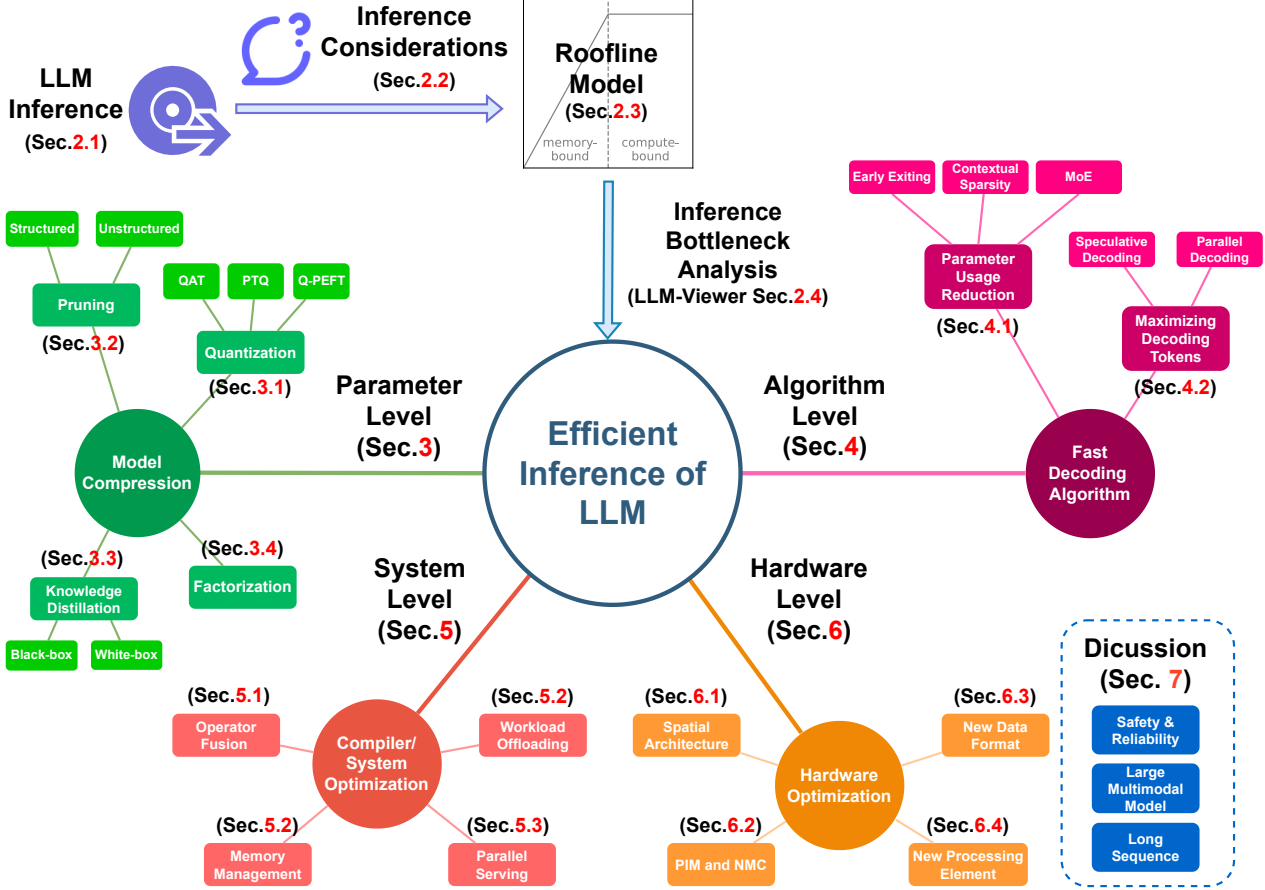 LLM
Inference
(Sec.2.1)
Inference
Considerations
(Sec.2.2)
Roofline
Model
(Sec.2.3)
memory-
bound
compute-
bound
Inference
Bottleneck
Analysis
(LLM-Viewer Sec.2.4)
Efficient
Inference of
LLM
Parameter
Level
(Sec.3)
Model
Compression
Structured
Unstructured
Pruning
(Sec.3.2)
QAT
PTQ
Q-PEFT
Quantization
(Sec.3.1)
(Sec.3.3)
Knowledge
Distillation
Black-box
White-box
(Sec.3.4)
Factorization
Algorithm
Level
(Sec.4)
Fast
Decoding
Algorithm
Early Exiting
Contextual
Sparsity
MoE
Parameter
Usage
Reduction
(Sec.4.1)
Speculative
Decoding
Parallel
Decoding
Maximizing
Decoding
Tokens
(Sec.4.2)
System
Level
(Sec.5)
Compiler/
System
Optimization
(Sec.5.1)
Operator
Fusion
(Sec.5.2)
Workload
Offloading
(Sec.5.2)
Memory
Management
(Sec.5.3)
Parallel
Serving
Hardware
Level
(Sec.6)
Hardware
Optimization
(Sec.6.1)
Spatial
Architecture
(Sec.6.3)
New Data
Format
(Sec.6.2)
PIM and NMC
(Sec.6.4)
New Processing
Element
Dicussion
(Sec. 7)
Safety &
Reliability
Large
Multimodal
Model
Long
Sequence